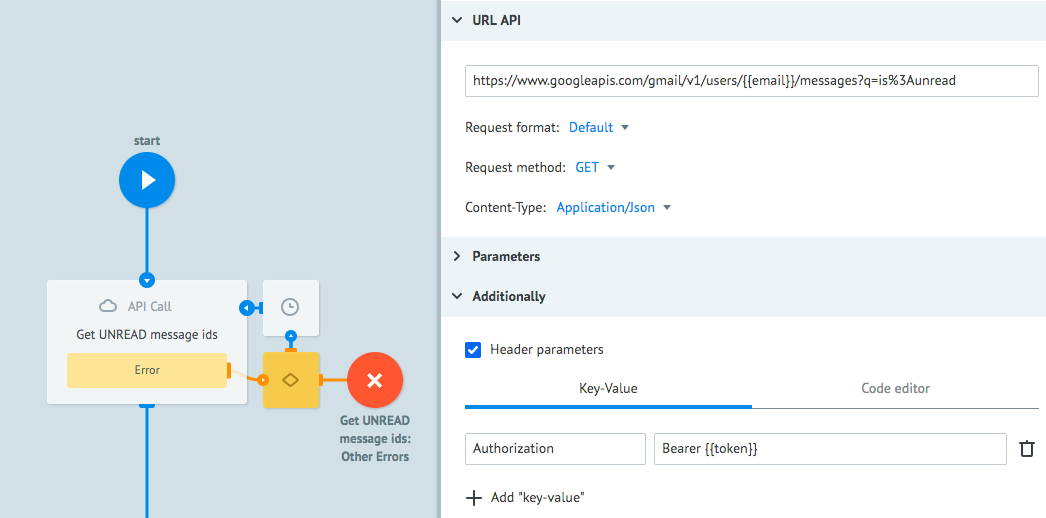 start
API Call
Get UNREAD message ids
Error
Get UNREAD
message ids:
Other Errors
URL API
https://www.googleapis.com/gmail/v1/users/{{email}}/messages?q=is%3Aunread
Request format: Default
Request method: GET
Content-Type: Application/Json
Parameters
Additionally
Header parameters
Key-Value Code editor
Authorization Bearer {{token}}
Add "key-value"